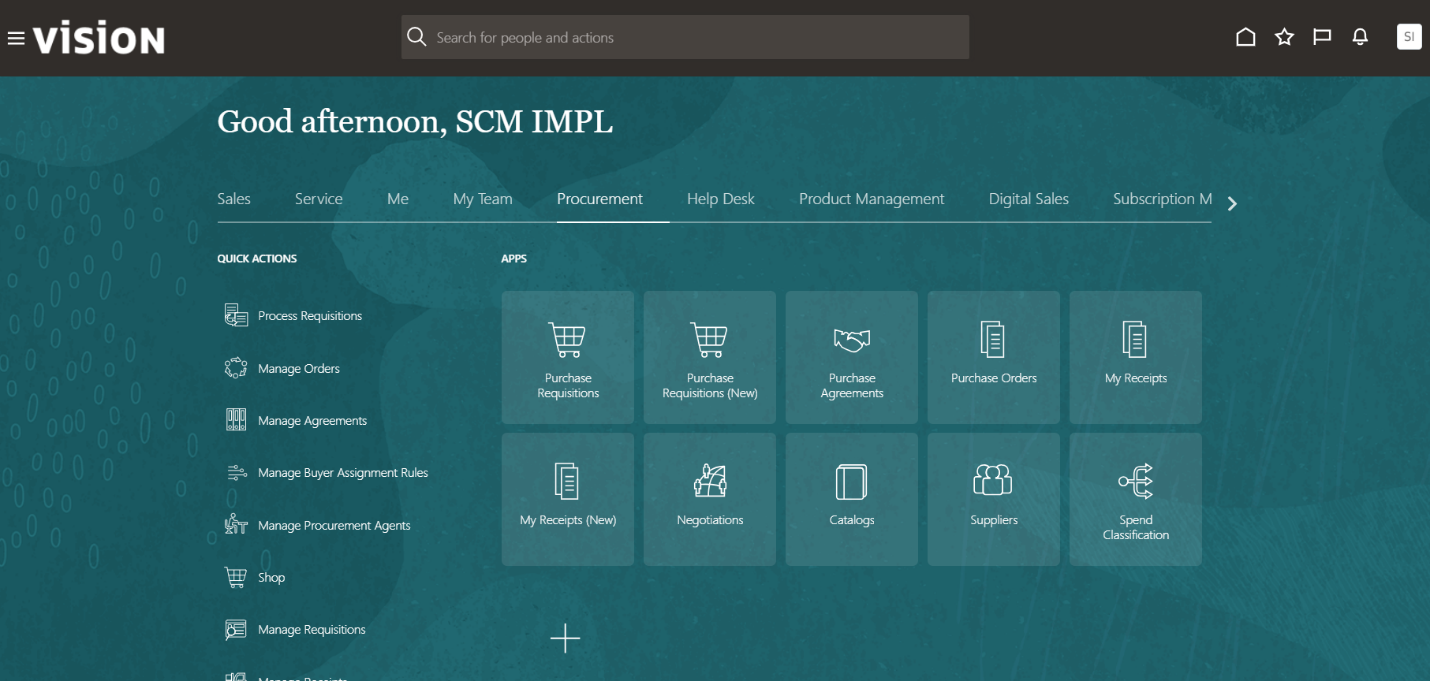 VISION
Search for people and actions
SI
Good afternoon, SCM IMPL
Sales Service Me My Team Procurement Help Desk Product Management Digital Sales Subscription M
QUICK ACTIONS
Process Requisitions
Manage Orders
Manage Agreements
Manage Buyer Assignment Rules
Manage Procurement Agents
Shop
Manage Requisitions
Manage Receipts
APPS
Purchase
Requisitions
Purchase
Requisitions (New)
Purchase
Agreements
Purchase Orders
My Receipts
My Receipts (New)
Negotiations
Catalogs
Suppliers
Spend
Classification